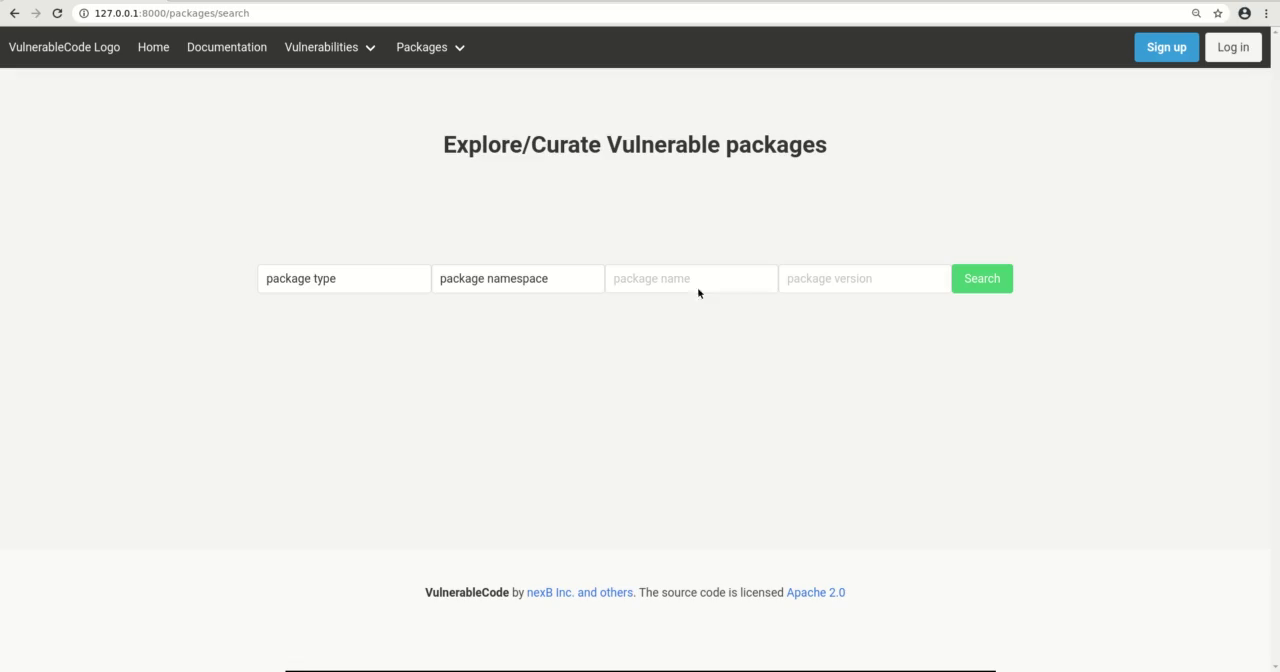 127.0.0.1:8000/packages/search
VulnerableCode Logo Home Documentation Vulnerabilities Packages Sign up Log in
Explore/Curate Vulnerable packages
package type package namespace package name package version Search
VulnerableCode by nexB Inc. and others. The source code is licensed Apache 2.0